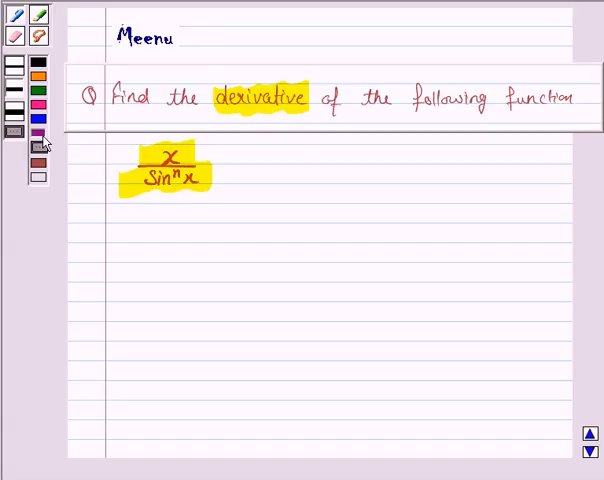 Meenu
Q Find the derivative of the following function
x
Sinⁿx